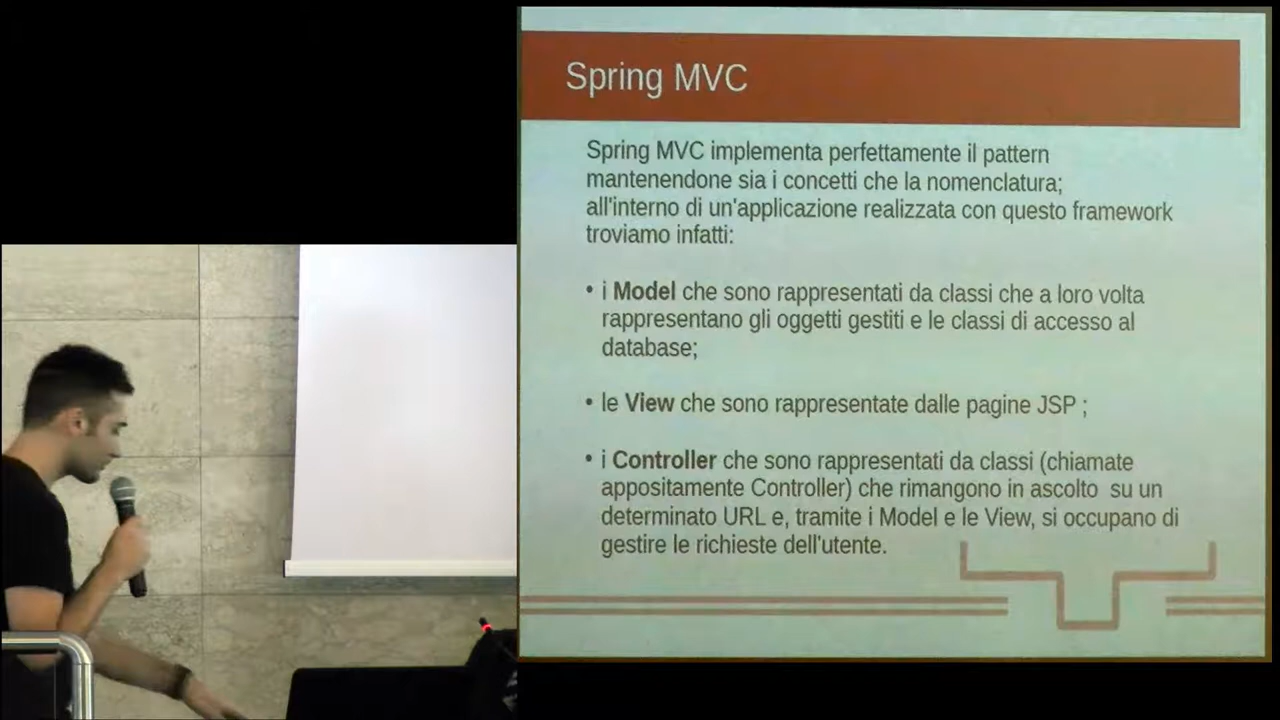 Spring MVC
Spring MVC implementa perfettamente il pattern
mantenendone sia i concetti che la nomenclatura;
all'interno di un'applicazione realizzata con questo framework
troviamo infatti:
• i Model che sono rappresentati da classi che a loro volta
rappresentano gli oggetti gestiti e le classi di accesso al
database;
• le View che sono rappresentate dalle pagine JSP ;
• i Controller che sono rappresentati da classi (chiamate
appositamente Controller) che rimangono in ascolto su un
determinato URL e, tramite i Model e le View, si occupano di
gestire le richieste dell'utente.